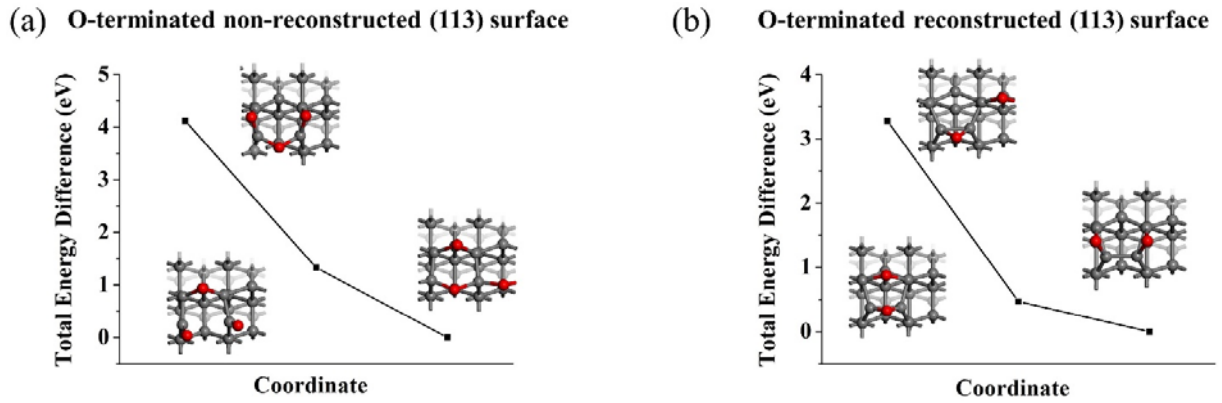 (a) O-terminated non-reconstructed (113) surface
Total Energy Difference (eV)
5
4
3
2
1
0
Coordinate
(b) O-terminated reconstructed (113) surface
Total Energy Difference (eV)
4
3
2
1
0
Coordinate